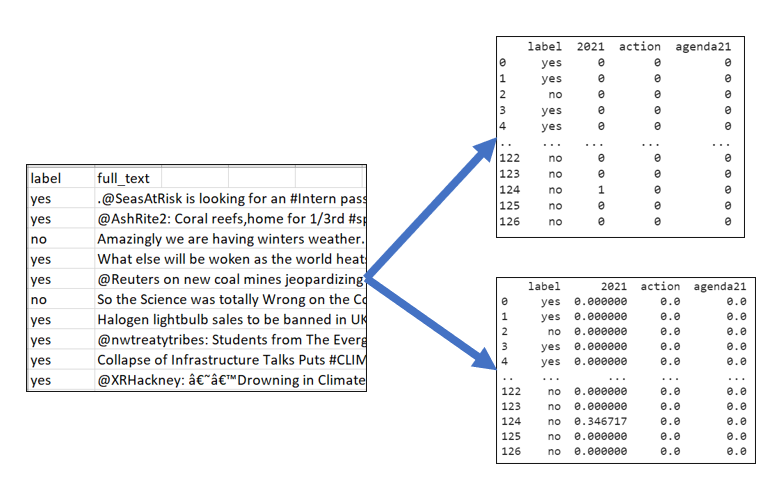 label full_text
yes .@SeasAtRisk is looking for an #Intern pass
yes @AshRite2: Coral reefs,home for 1/3rd #sp
no Amazingly we are having winters weather.
yes What else will be woken as the world heats
yes @Reuters on new coal mines jeopardizing
no So the Science was totally Wrong on the Co
yes Halogen lightbulb sales to be banned in UK
yes @nwtreatytribes: Students from The Everg
yes Collapse of Infrastructure Talks Puts #CLIM
yes @XRHackney: â€˜â€™Drowning in Climate
label 2021 action agenda21
0 yes 0 0 0
1 yes 0 0 0
2 no 0 0 0
3 yes 0 0 0
4 yes 0 0 0
.. ... ... ... ...
122 no 0 0 0
123 no 0 0 0
124 no 1 0 0
125 no 0 0 0
126 no 0 0 0
label 2021 action agenda21
0 yes 0.000000 0.0 0.0
1 yes 0.000000 0.0 0.0
2 no 0.000000 0.0 0.0
3 yes 0.000000 0.0 0.0
4 yes 0.000000 0.0 0.0
.. ... ... ... ...
122 no 0.000000 0.0 0.0
123 no 0.000000 0.0 0.0
124 no 0.346717 0.0 0.0
125 no 0.000000 0.0 0.0
126 no 0.000000 0.0 0.0